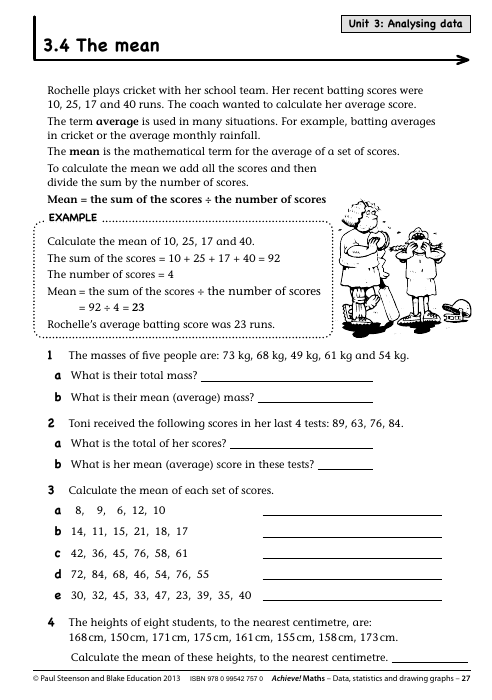 Unit 3: Analysing data
3.4 The mean
Rochelle plays cricket with her school team. Her recent batting scores were
10, 25, 17 and 40 runs. The coach wanted to calculate her average score.
The term average is used in many situations. For example, batting averages
in cricket or the average monthly rainfall.
The mean is the mathematical term for the average of a set of scores.
To calculate the mean we add all the scores and then
divide the sum by the number of scores.
Mean = the sum of the scores ÷ the number of scores
EXAMPLE
Calculate the mean of 10, 25, 17 and 40.
The sum of the scores = 10 + 25 + 17 + 40 = 92
The number of scores = 4
Mean = the sum of the scores ÷ the number of scores
= 92 ÷ 4 = 23
Rochelle's average batting score was 23 runs.
1 The masses of five people are: 73 kg, 68 kg, 49 kg, 61 kg and 54 kg.
a What is their total mass?
b What is their mean (average) mass?
2 Toni received the following scores in her last 4 tests: 89, 63, 76, 84.
a What is the total of her scores?
b What is her mean (average) score in these tests?
3 Calculate the mean of each set of scores.
a 8, 9, 6, 12, 10
b 14, 11, 15, 21, 18, 17
c 42, 36, 45, 76, 58, 61
d 72, 84, 68, 46, 54, 76, 55
e 30, 32, 45, 33, 47, 23, 39, 35, 40
4 The heights of eight students, to the nearest centimetre, are:
168 cm, 150 cm, 171 cm, 175 cm, 161 cm, 155 cm, 158 cm, 173 cm.
Calculate the mean of these heights, to the nearest centimetre.
© Paul Steenson and Blake Education 2013 ISBN 978 0 99542 757 0 Achieve! Maths – Data, statistics and drawing graphs – 27